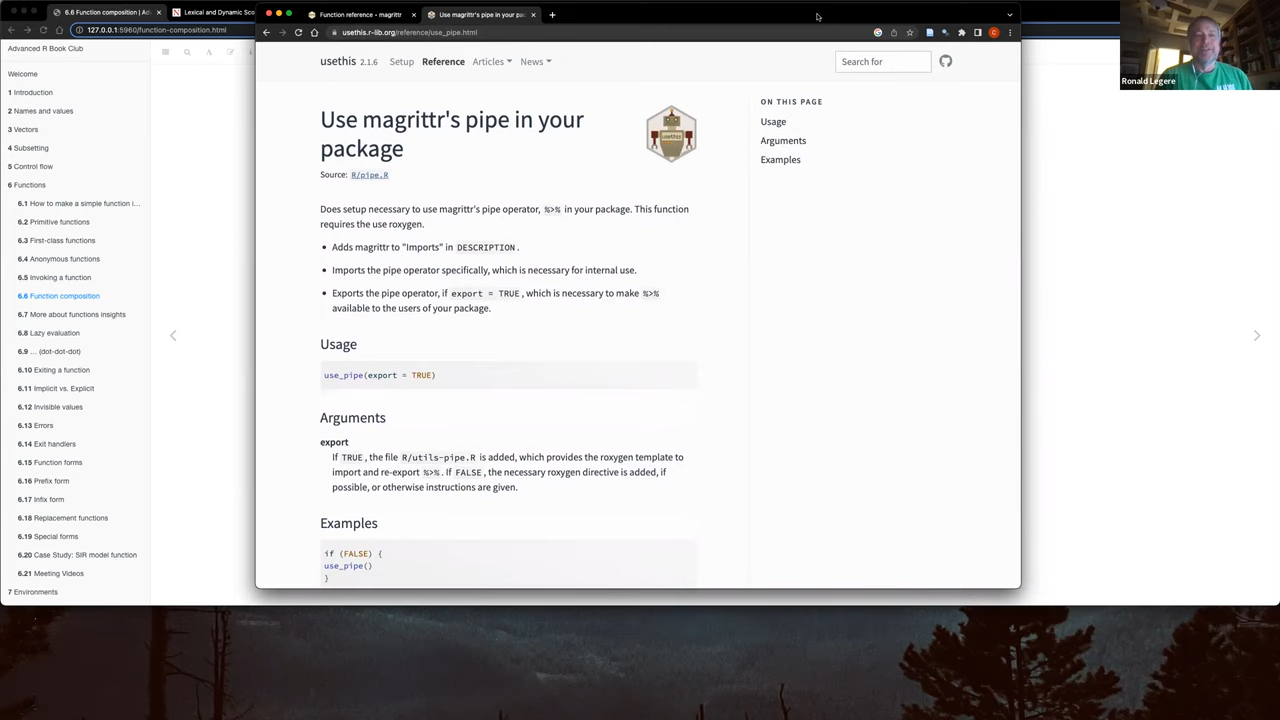 6.6 Function composition | Ad
Lexical and Dynamic Sco
127.0.0.1:5960/function-composition.html
Advanced R Book Club
Welcome
1 Introduction
2 Names and values
3 Vectors
4 Subsetting
5 Control flow
6 Functions
6.1 How to make a simple function i...
6.2 Primitive functions
6.3 First-class functions
6.4 Anonymous functions
6.5 Invoking a function
6.6 Function composition
6.7 More about functions insights
6.8 Lazy evaluation
6.9 ... (dot-dot-dot)
6.10 Exiting a function
6.11 Implicit vs. Explicit
6.12 Invisible values
6.13 Errors
6.14 Exit handlers
6.15 Function forms
6.16 Prefix form
6.17 Infix form
6.18 Replacement functions
6.19 Special forms
6.20 Case Study: SIR model function
6.21 Meeting Videos
7 Environments
Function reference • magrittr
Use magrittr's pipe in your pac
usethis.r-lib.org/reference/use_pipe.html
C
usethis 2.1.6 Setup Reference Articles News
Search for
Use magrittr's pipe in your
package
usethis
Source: R/pipe.R
Does setup necessary to use magrittr's pipe operator, %>% in your package. This function
requires the use roxygen.
• Adds magrittr to "Imports" in DESCRIPTION.
• Imports the pipe operator specifically, which is necessary for internal use.
• Exports the pipe operator, if export = TRUE, which is necessary to make %>%
available to the users of your package.
Usage
use_pipe(export = TRUE)
Arguments
export
If TRUE, the file R/utils-pipe.R is added, which provides the roxygen template to
import and re-export %>%. If FALSE, the necessary roxygen directive is added, if
possible, or otherwise instructions are given.
Examples
if (FALSE) {
use_pipe()
}
ON THIS PAGE
Usage
Arguments
Examples
Ronald Legere